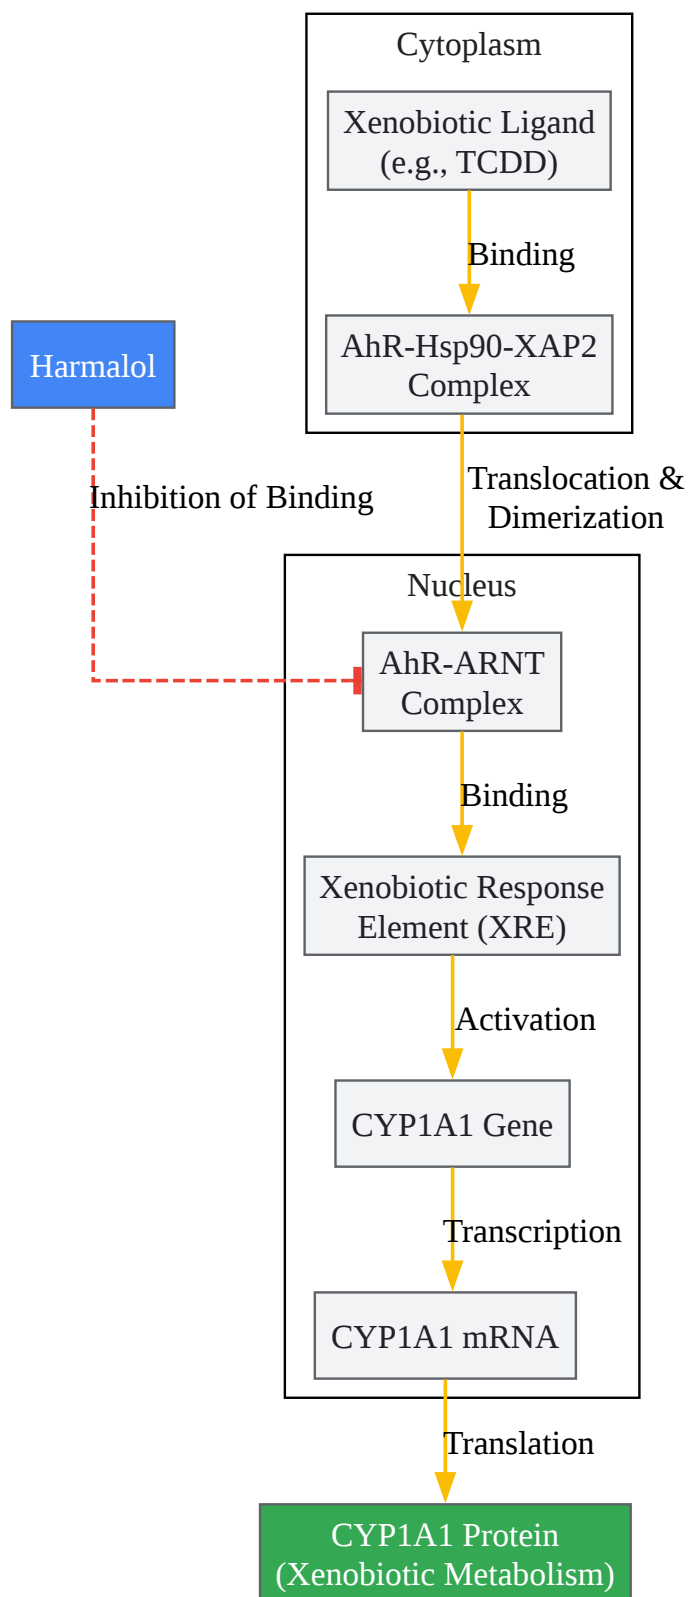 Cytoplasm
Xenobiotic Ligand
(e.g., TCDD)
Binding
AhR-Hsp90-XAP2
Complex
Harmalol
Translocation &
Dimerization
Inhibition of Binding
Nucleus
AhR-ARNT
Complex
Binding
Xenobiotic Response
Element (XRE)
Activation
CYP1A1 Gene
Transcription
CYP1A1 mRNA
Translation
CYP1A1 Protein
(Xenobiotic Metabolism)